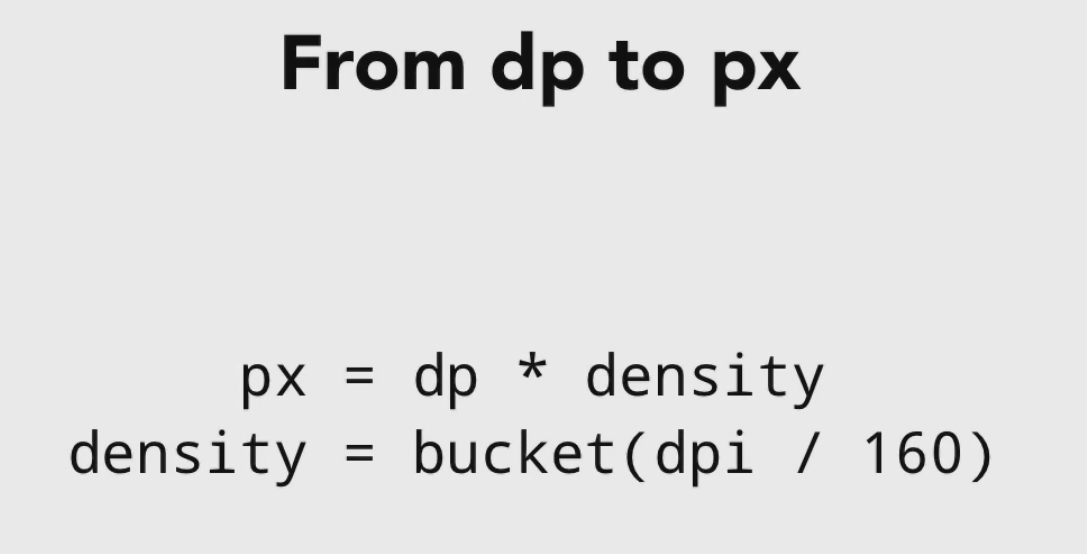 From dp to px
px = dp * density
density = bucket(dpi / 160)